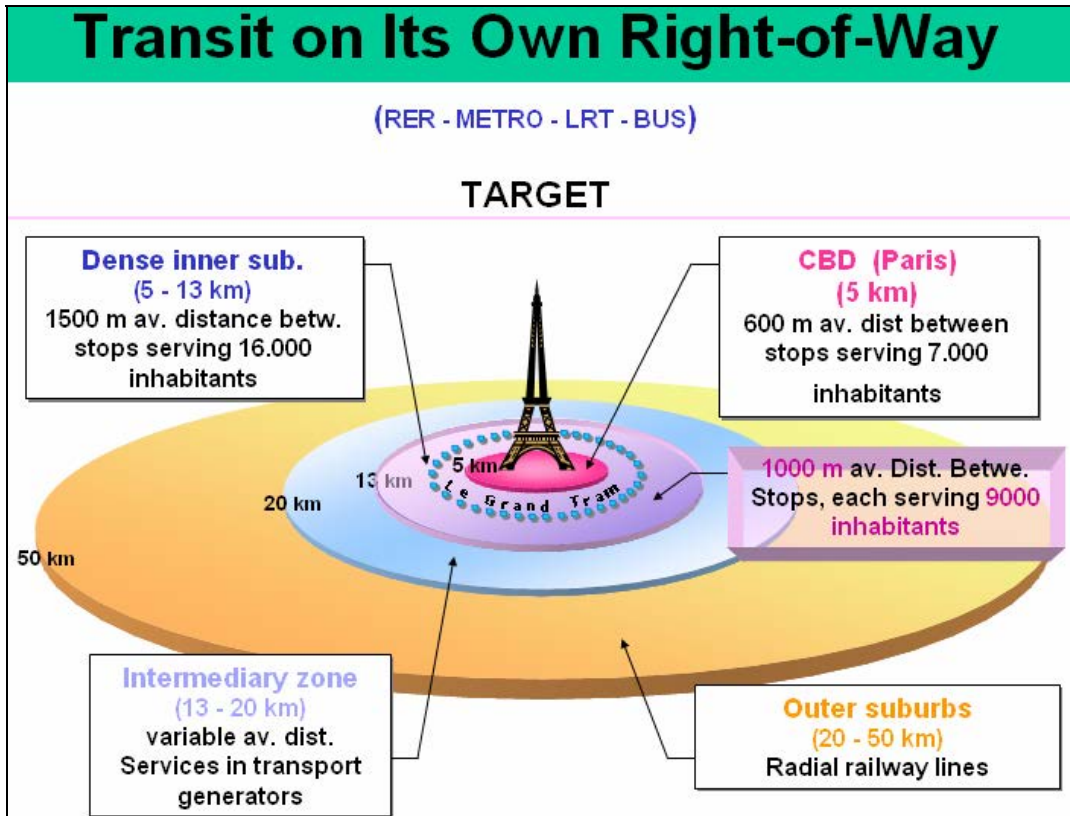 Transit on Its Own Right-of-Way
(RER - METRO - LRT - BUS)
TARGET
Dense inner sub.
(5 - 13 km)
1500 m av. distance betw.
stops serving 16.000
inhabitants
CBD (Paris)
(5 km)
600 m av. dist between
stops serving 7.000
inhabitants
5 km
13 km
Le Grand Tram
20 km
50 km
1000 m av. Dist. Betwe.
Stops, each serving 9000
inhabitants
Intermediary zone
(13 - 20 km)
variable av. dist.
Services in transport
generators
Outer suburbs
(20 - 50 km)
Radial railway lines